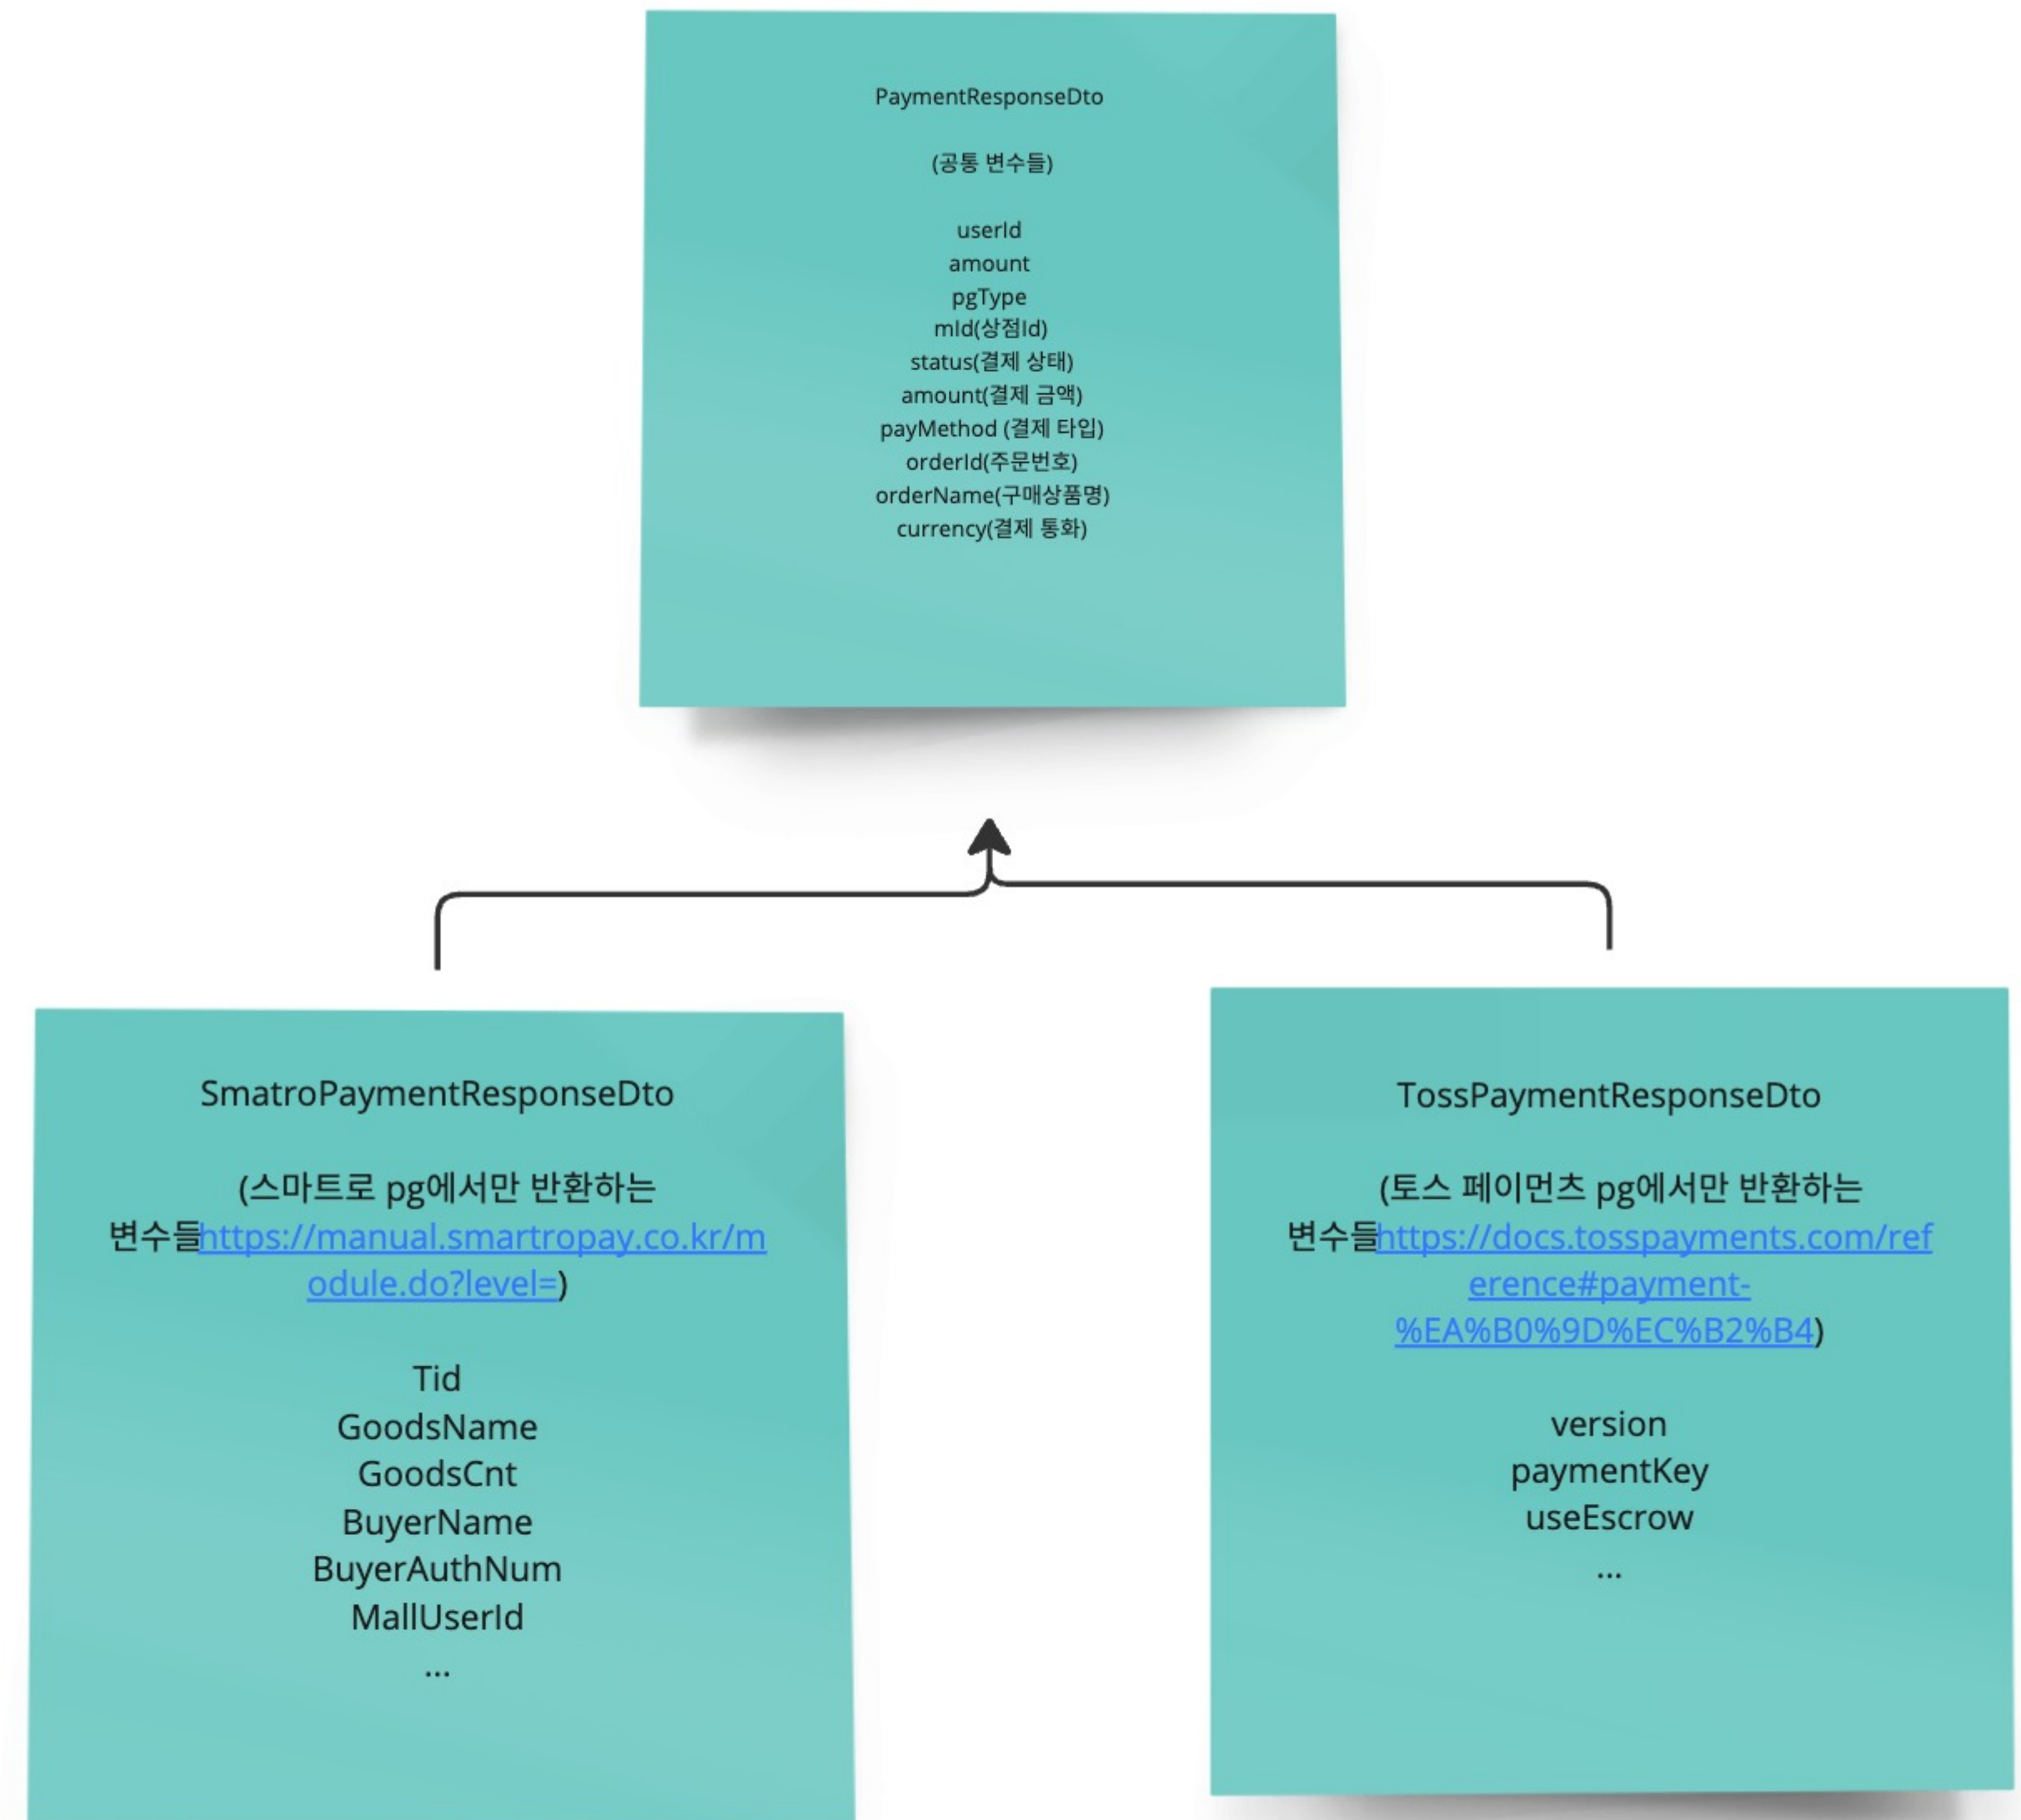 PaymentResponseDto
(공통 변수들)
userId
amount
pgType
mId(상점Id)
status(결제 상태)
amount(결제 금액)
payMethod (결제 타입)
orderId(주문번호)
orderName(구매상품명)
currency(결제 통화)
SmatroPaymentResponseDto
(스마트로 pg에서만 반환하는
변수들https://manual.smartropay.co.kr/m
odule.do?level=)
Tid
GoodsName
GoodsCnt
BuyerName
BuyerAuthNum
MallUserId
...
TossPaymentResponseDto
(토스 페이먼츠 pg에서만 반환하는
변수들https://docs.tosspayments.com/ref
erence#payment-
%EA%B0%9D%EC%B2%B4)
version
paymentKey
useEscrow
...